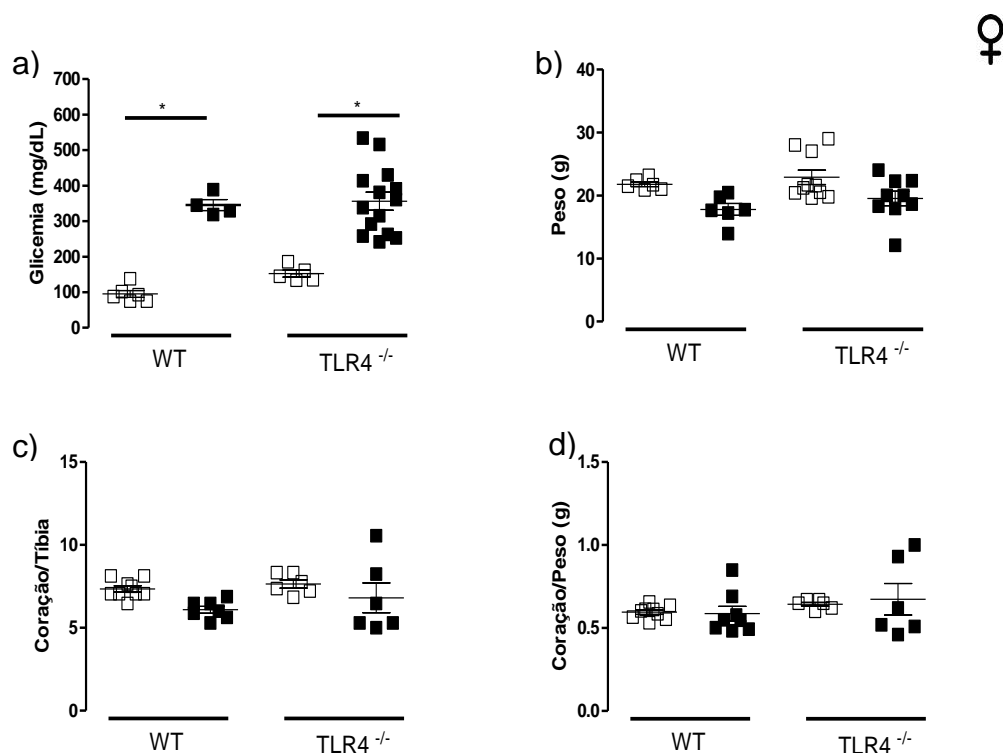 ♀
a)
Glicemia (mg/dL)
700
600
500
400
300
200
100
0
*
*
WT
TLR4 -/-
b)
Peso (g)
40
30
20
10
0
WT
TLR4 -/-
c)
Coração/Tíbia
15
10
5
0
WT
TLR4 -/-
d)
Coração/Peso (g)
1.5
1.0
0.5
0.0
WT
TLR4 -/-